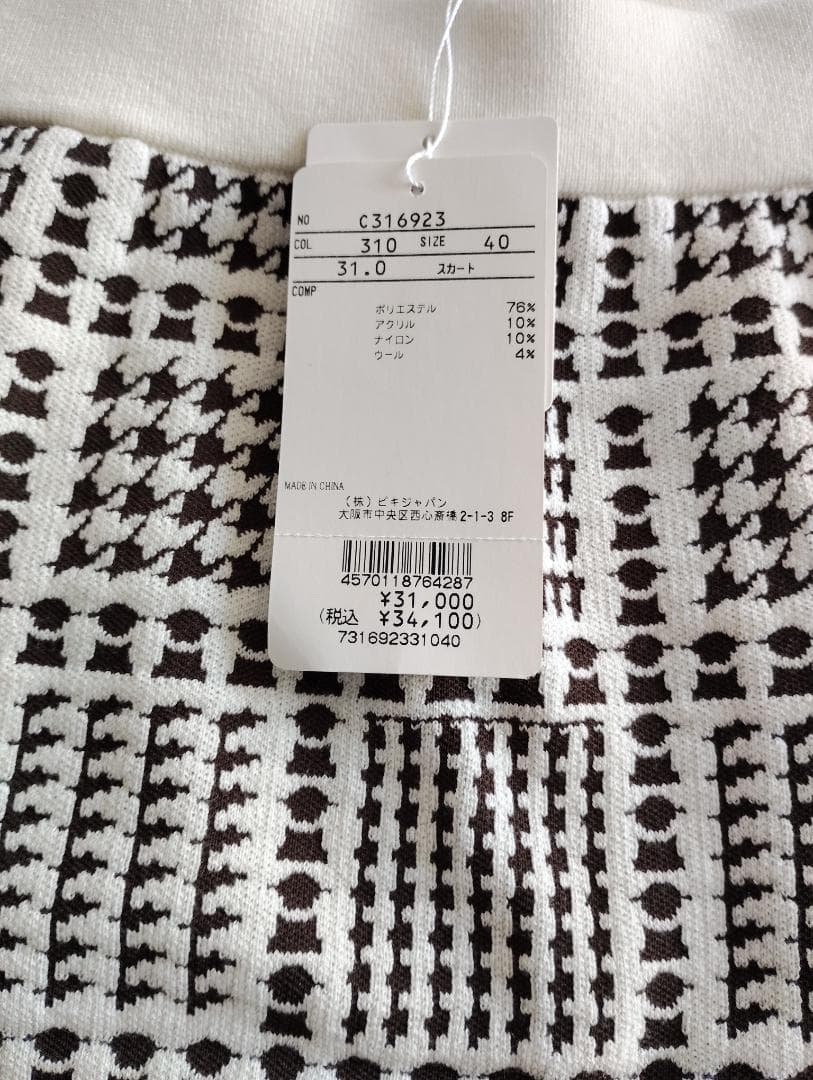 NO C316923
COL 310 SIZE 40
31.0 スカート
COMP
ポリエステル 76%
アクリル 10%
ナイロン 10%
ウール 4%
MADE IN CHINA
(株)ビキジャパン
大阪市中央区西心斎橋2-1-3 8F
4570118764287
¥31,000
(税込 ¥34,100)
731692331040